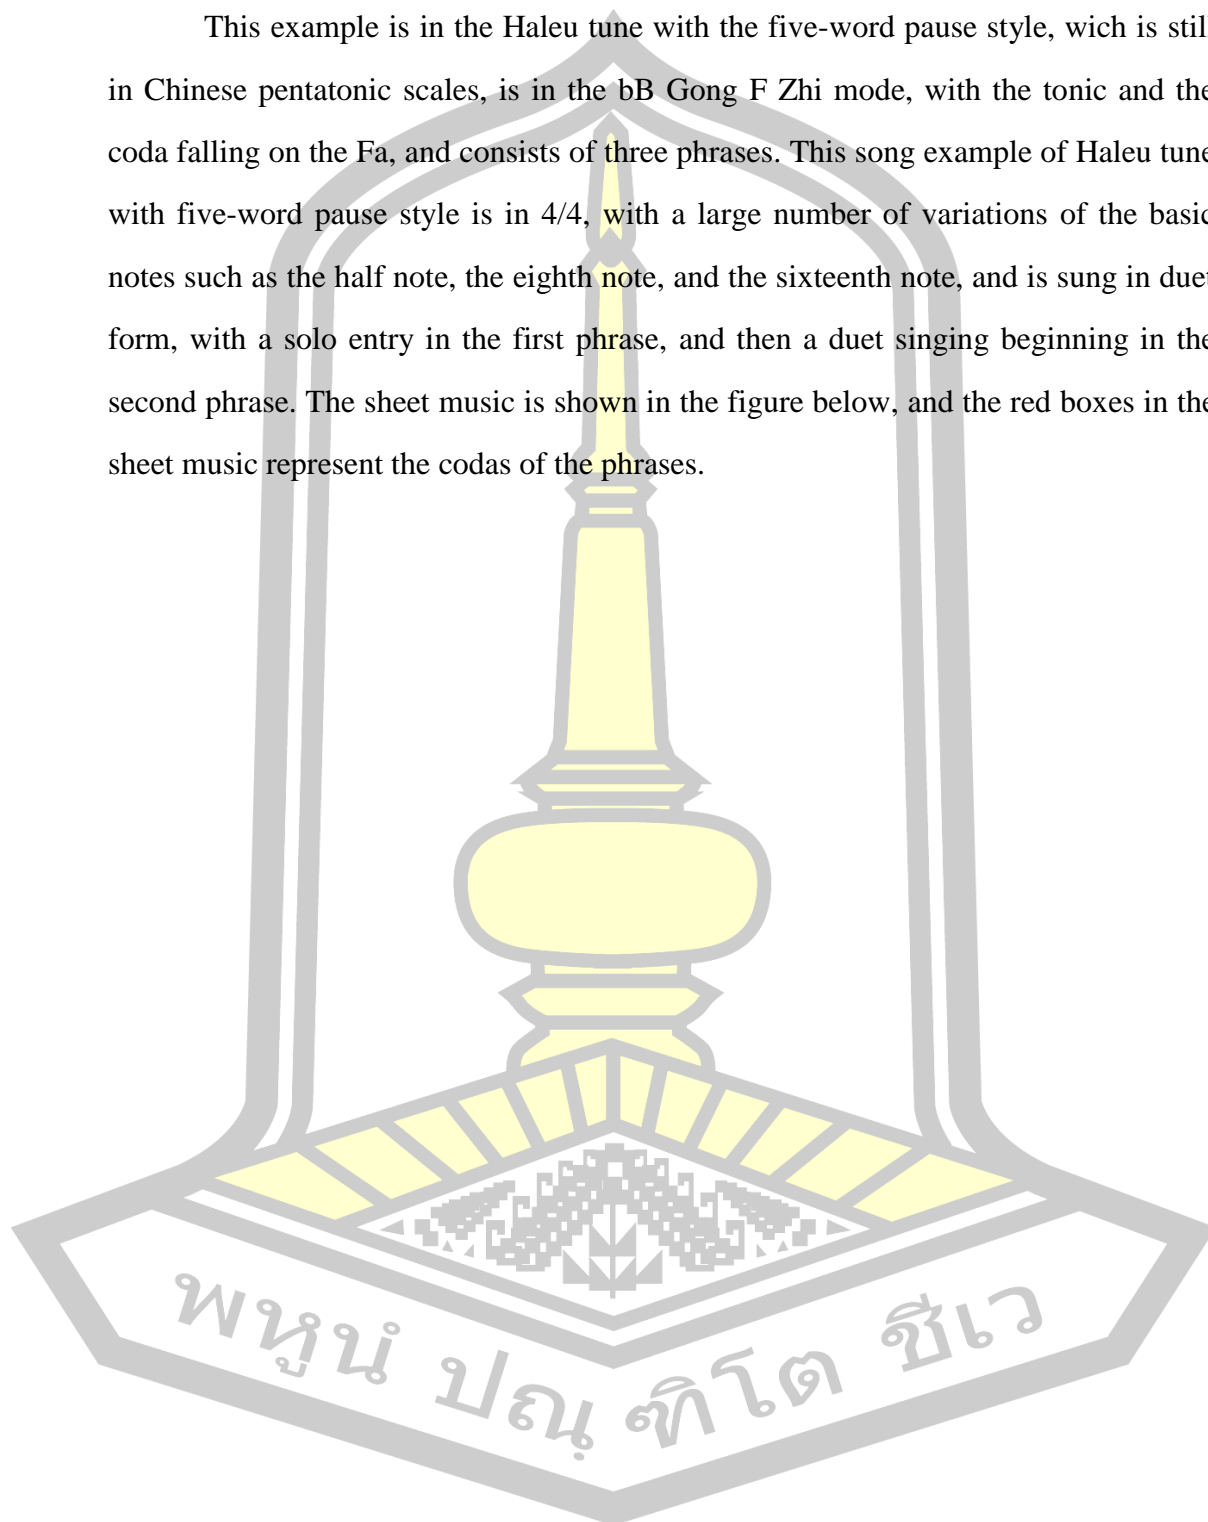 This example is in the Haleu tune with the five-word pause style, wich is still
in Chinese pentatonic scales, is in the bB Gong F Zhi mode, with the tonic and the
coda falling on the Fa, and consists of three phrases. This song example of Haleu tune
with five-word pause style is in 4/4, with a large number of variations of the basic
notes such as the half note, the eighth note, and the sixteenth note, and is sung in duet
form, with a solo entry in the first phrase, and then a duet singing beginning in the
second phrase. The sheet music is shown in the figure below, and the red boxes in the
sheet music represent the codas of the phrases.
พหูนํ ปณฺ ฑิโต ชีเว